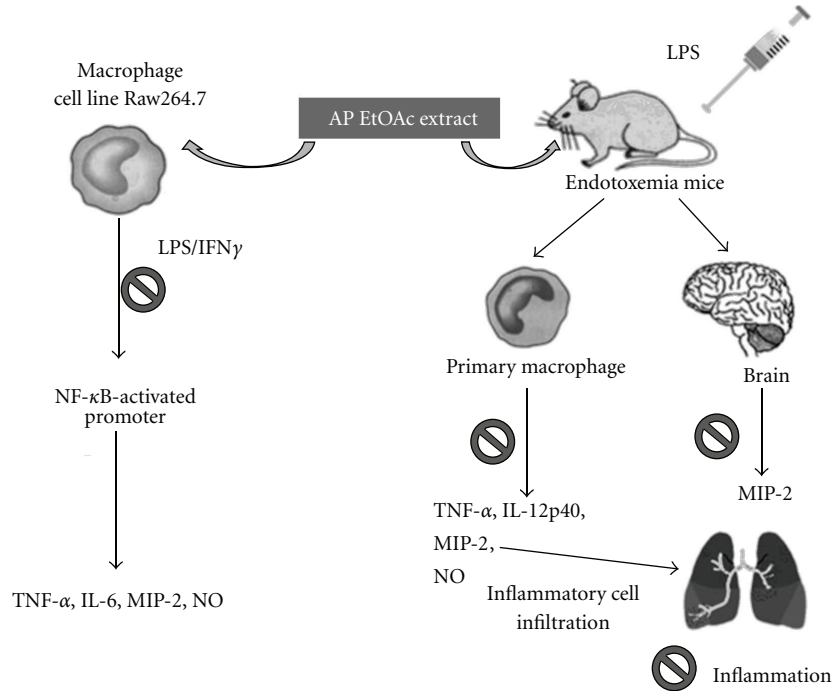 Macrophage
cell line Raw264.7
AP EtOAc extract
LPS
Endotoxemia mice
LPS/IFNγ
Primary macrophage
Brain
NF-κB-activated
promoter
MIP-2
TNF-α, IL-12p40,
MIP-2,
NO
TNF-α, IL-6, MIP-2, NO
Inflammatory cell
infiltration
Inflammation